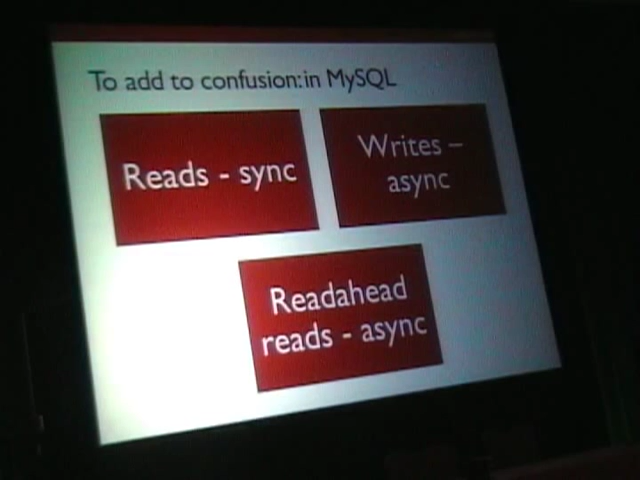 To add to confusion: in MySQL
Reads - sync
Writes –
async
Readahead
reads - async